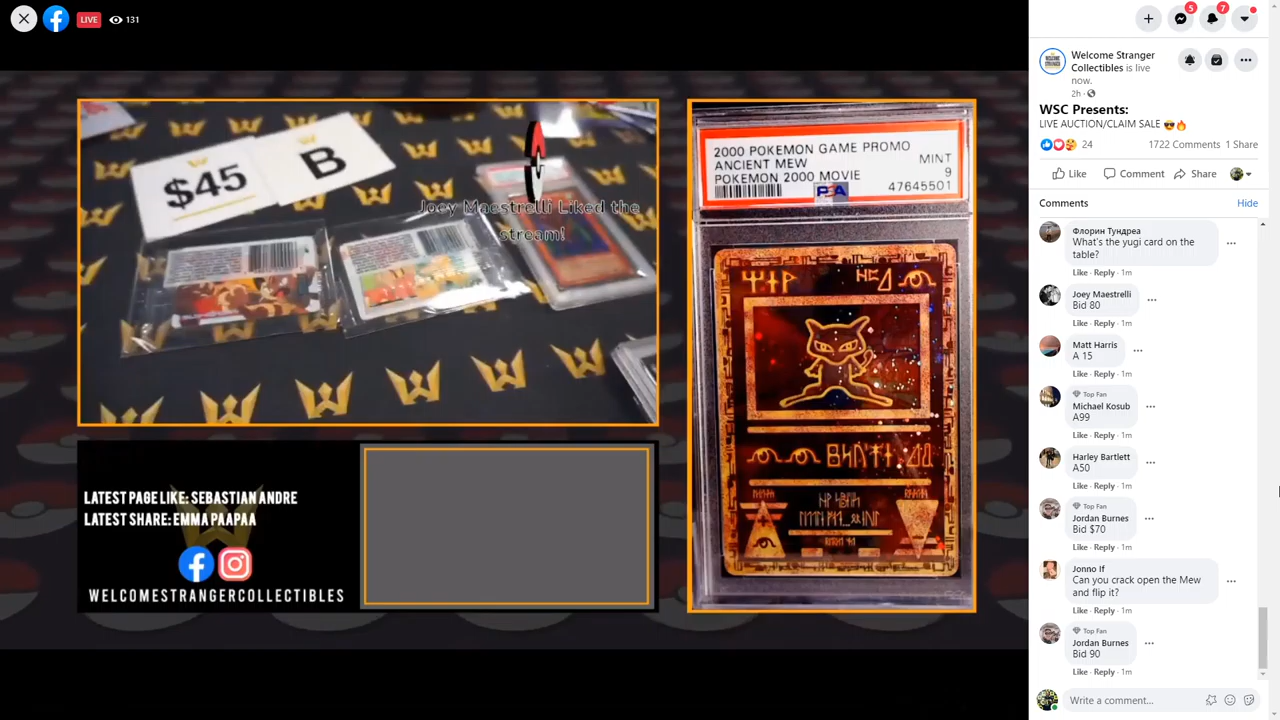 LIVE
131
$45
B
Joey Maestrelli Liked the
stream!
2000 POKEMON GAME PROMO
ANCIENT MEW
MINT
POKEMON 2000 MOVIE
9
PSA
47645501
LATEST PAGE LIKE: SEBASTIAN ANDRE
LATEST SHARE: EMMA PAAPAA
WELCOMESTRANGERCOLLECTIBLES
5
7
Welcome Stranger
Collectibles is live
now.
2h
WSC Presents:
LIVE AUCTION/CLAIM SALE 😎🔥
24
1722 Comments 1 Share
Like
Comment
Share
Comments
Hide
Флорин Тундреа
What's the yugi card on the
table?
Like · Reply · 1m
Joey Maestrelli
Bid 80
Like · Reply · 1m
Matt Harris
A 15
Like · Reply · 1m
Top Fan
Michael Kosub
A99
Like · Reply · 1m
Harley Bartlett
A50
Like · Reply · 1m
Top Fan
Jordan Burnes
Bid $70
Like · Reply · 1m
Jonno If
Can you crack open the Mew
and flip it?
Like · Reply · 1m
Top Fan
Jordan Burnes
Bid 90
Like · Reply · 1m
Write a comment...